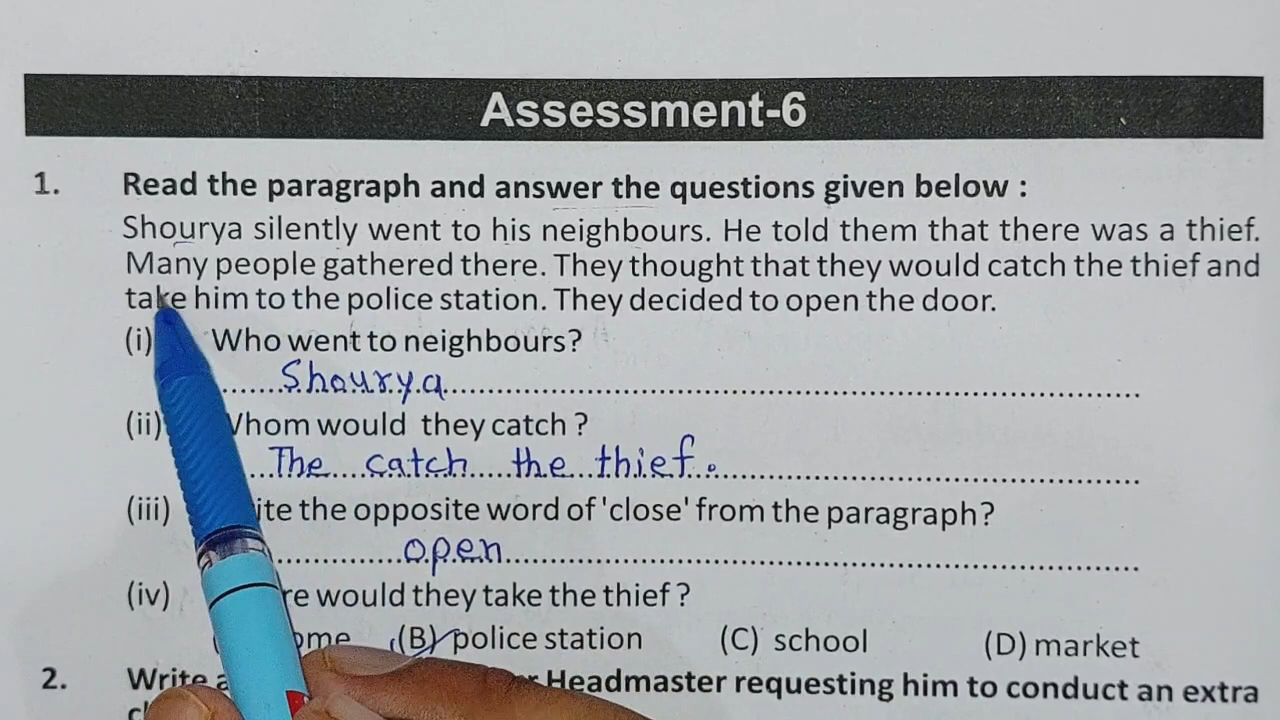 Assessment-6
1. Read the paragraph and answer the questions given below :
Shourya silently went to his neighbours. He told them that there was a thief.
Many people gathered there. They thought that they would catch the thief and
take him to the police station. They decided to open the door.
(i) Who went to neighbours?
Shourya
(ii) Whom would they catch ?
The catch the thief.
(iii) the opposite word of 'close' from the paragraph?
open
(iv) would they take the thief ?
(B) police station (C) school (D) market
2. Write Headmaster requesting him to conduct an extra